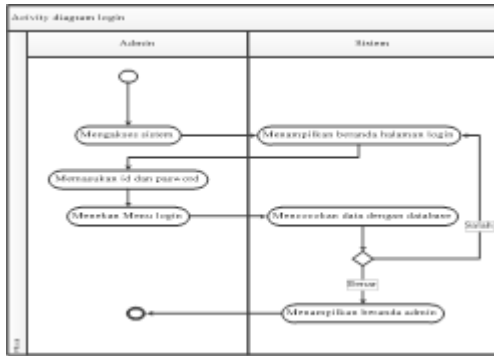 Activity diagram login
Admin
Sistem
Mengakses sistem
Menampilkan beranda halaman login
Memasukan id dan pasword
Menekan Menu login
Mencocokan data dengan database
Salah
Benar
Menampilkan beranda admin